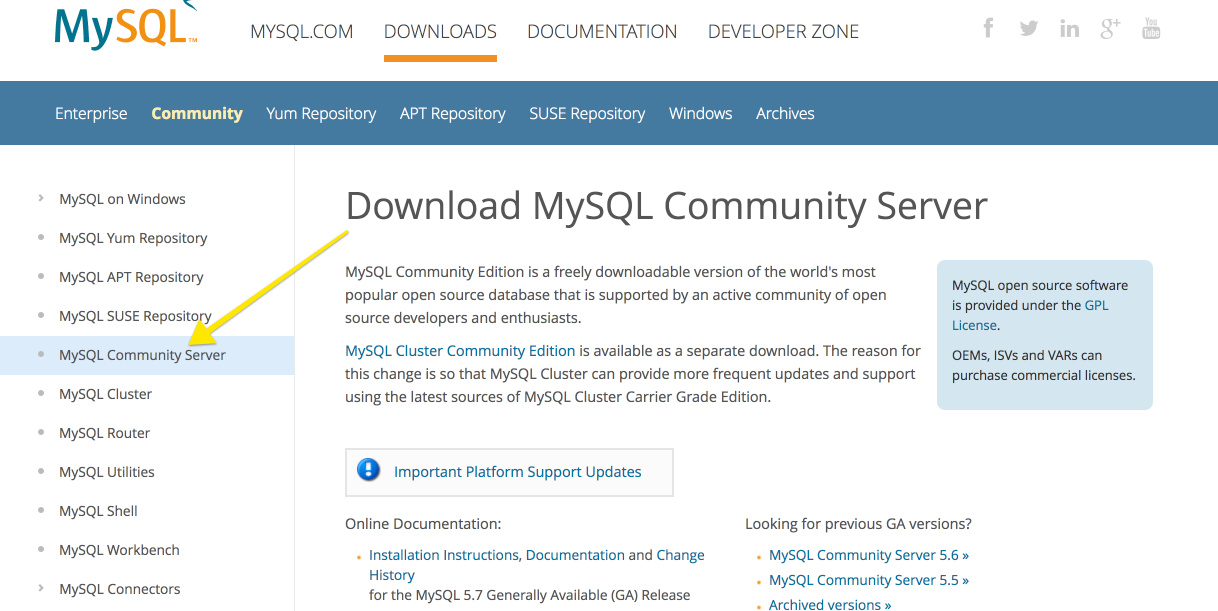 MySQL™
MYSQL.COM DOWNLOADS DOCUMENTATION DEVELOPER ZONE
f in g+ You Tube
Enterprise Community Yum Repository APT Repository SUSE Repository Windows Archives
MySQL on Windows
MySQL Yum Repository
MySQL APT Repository
MySQL SUSE Repository
MySQL Community Server
MySQL Cluster
MySQL Router
MySQL Utilities
MySQL Shell
MySQL Workbench
MySQL Connectors
Download MySQL Community Server
MySQL Community Edition is a freely downloadable version of the world's most
popular open source database that is supported by an active community of open
source developers and enthusiasts.
MySQL Cluster Community Edition is available as a separate download. The reason for
this change is so that MySQL Cluster can provide more frequent updates and support
using the latest sources of MySQL Cluster Carrier Grade Edition.
MySQL open source software
is provided under the GPL
License.
OEMs, ISVs and VARs can
purchase commercial licenses.
Important Platform Support Updates
Online Documentation:
Installation Instructions, Documentation and Change
History
for the MySQL 5.7 Generally Available (GA) Release
Looking for previous GA versions?
MySQL Community Server 5.6 »
MySQL Community Server 5.5 »
Archived versions »